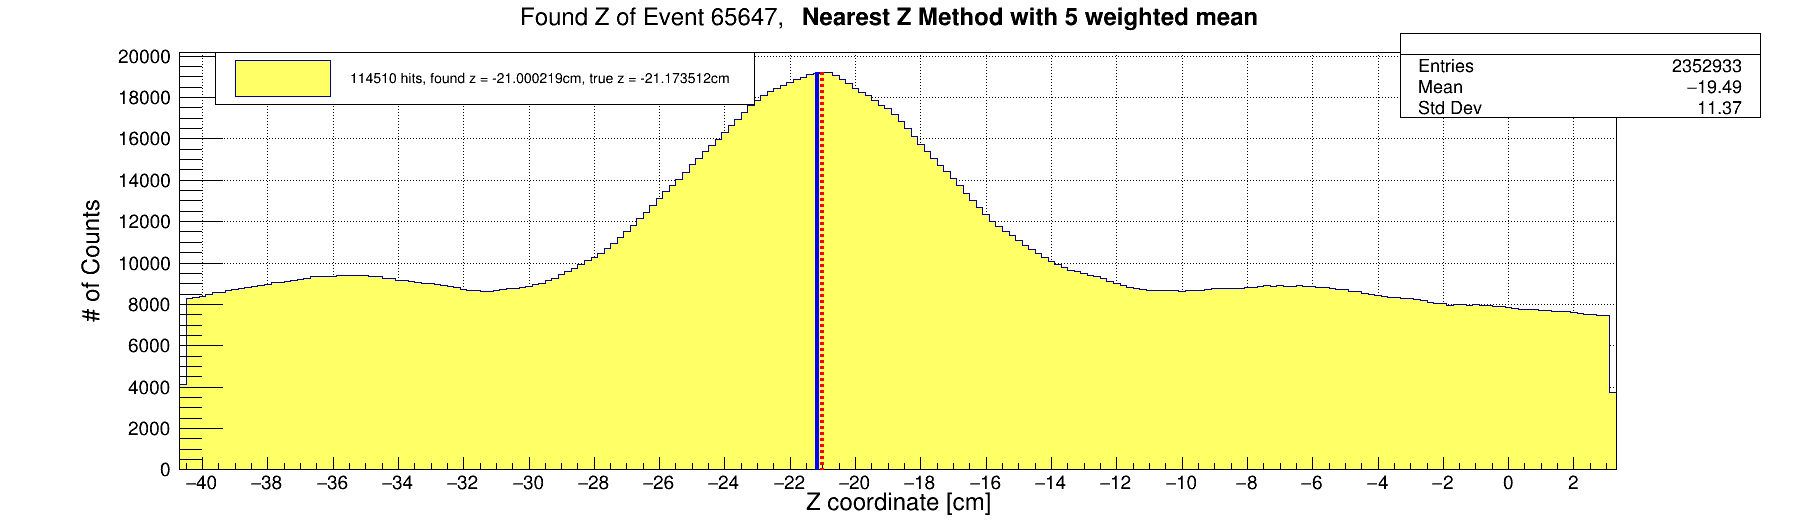 Found Z of Event 65647, Nearest Z Method with 5 weighted mean
114510 hits, found z = -21.000219cm, true z = -21.173512cm
Entries 2352933
Mean −19.49
Std Dev 11.37
# of Counts
20000
18000
16000
14000
12000
10000
8000
6000
4000
2000
0
−40 −38 −36 −34 −32 −30 −28 −26 −24 −22 −20 −18 −16 −14 −12 −10 −8 −6 −4 −2 0 2
Z coordinate [cm]